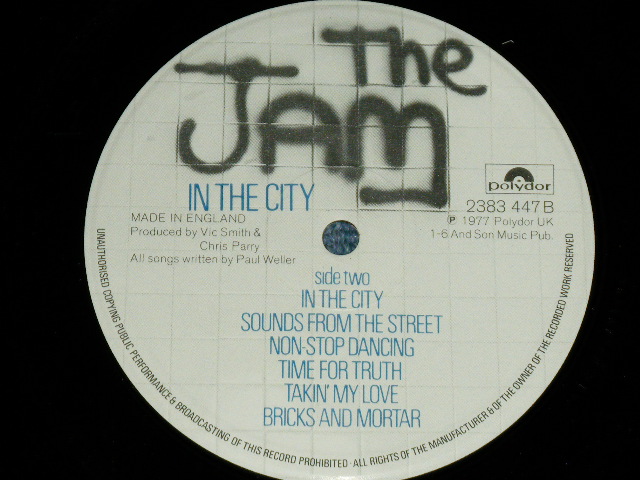 The
JAM
IN THE CITY
polydor
MADE IN ENGLAND
Produced by Vic Smith &
Chris Parry
All songs written by Paul Weller
2383 447 B
Ⓟ 1977 Polydor UK
1-6 And Son Music Pub.
side two
IN THE CITY
SOUNDS FROM THE STREET
NON-STOP DANCING
TIME FOR TRUTH
TAKIN' MY LOVE
BRICKS AND MORTAR
UNAUTHORISED COPYING PUBLIC PERFORMANCE & BROADCASTING OF THIS RECORD PROHIBITED · ALL RIGHTS OF THE MANUFACTURER & OF THE OWNER OF THE RECORDED WORK RESERVED